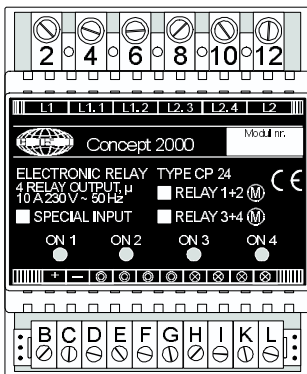 2 4 6 8 10 12
L1 L1.1 L1.2 L2.3 L2.4 L2
Modul nr.
Concept 2000
ELECTRONIC RELAY TYPE CP 24
4 RELAY OUTPUT, µ
10 A 230 V ~ 50 Hz
RELAY 1+2 M
SPECIAL INPUT
RELAY 3+4 M
CE
ON 1 ON 2 ON 3 ON 4
+ −
B C D E F G H I K L